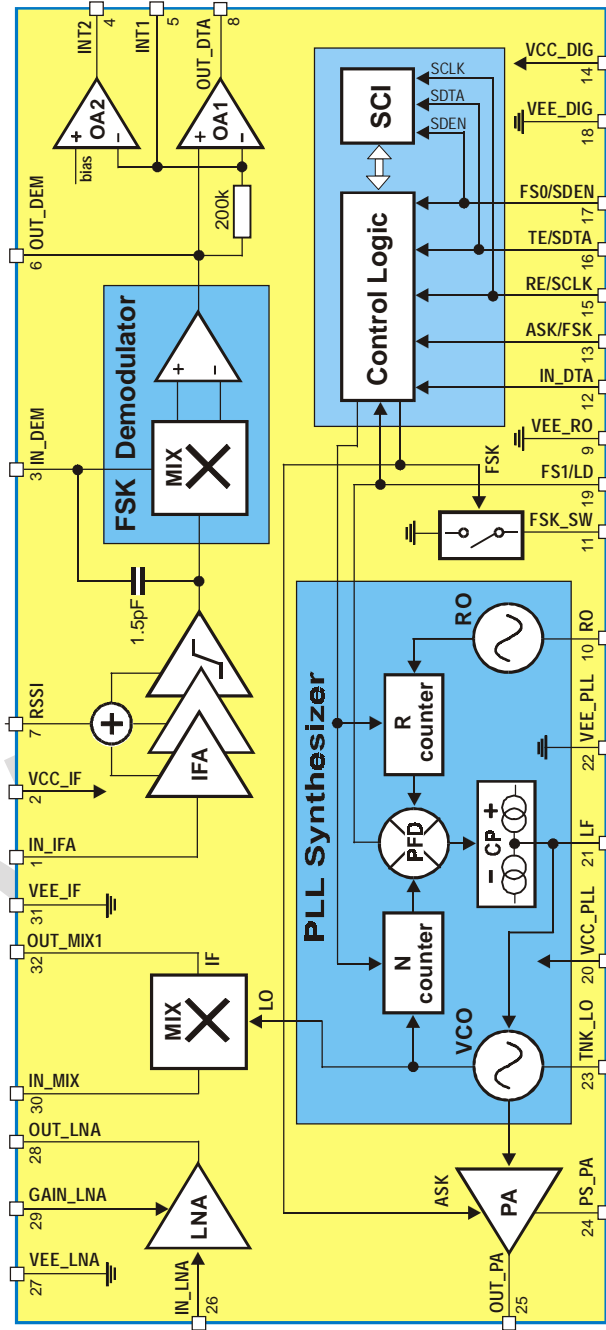 INT2
4
INT1
5
OUT_DTA
8
OA2
+
−
bias
OA1
+
−
200k
OUT_DEM
6
FSK Demodulator
MIX
+
−
IN_DEM
3
1.5pF
RSSI
7
+
IFA
VCC_IF
2
IN_IFA
1
VEE_IF
31
OUT_MIX1
32
IF
MIX
LO
IN_MIX
30
OUT_LNA
28
GAIN_LNA
29
LNA
VEE_LNA
27
IN_LNA
26
SCI
SCLK
SDTA
SDEN
Control Logic
VCC_DIG
14
VEE_DIG
18
FS0/SDEN
17
TE/SDTA
16
RE/SCLK
15
ASK/FSK
13
IN_DTA
12
VEE_RO
9
FSK
FS1/LD
19
FSK_SW
11
PLL Synthesizer
RO
RO
10
R
counter
VEE_PLL
22
PFD
− CP +
LF
21
N
counter
VCC_PLL
20
VCO
TNK_LO
23
ASK
PA
PS_PA
24
OUT_PA
25